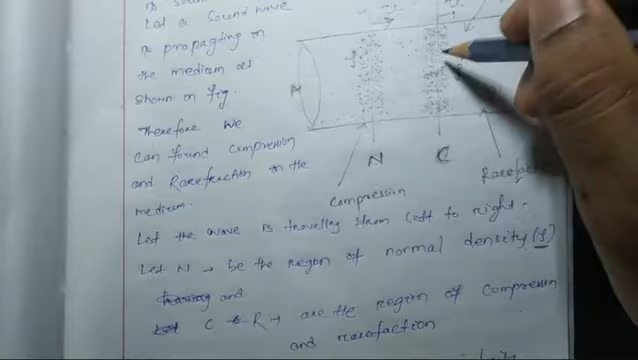 Let a Sound wave
is propagating in
the medium as
shown in fig.
Therefore we
can found compression
and Rarefraction in the
medium.
A
N
C
Compression
Rarefac
Let the wave is travelling from left to right.
Let N → be the region of normal density (ρ)
and
C & R → are the region of Compression
and rarefaction